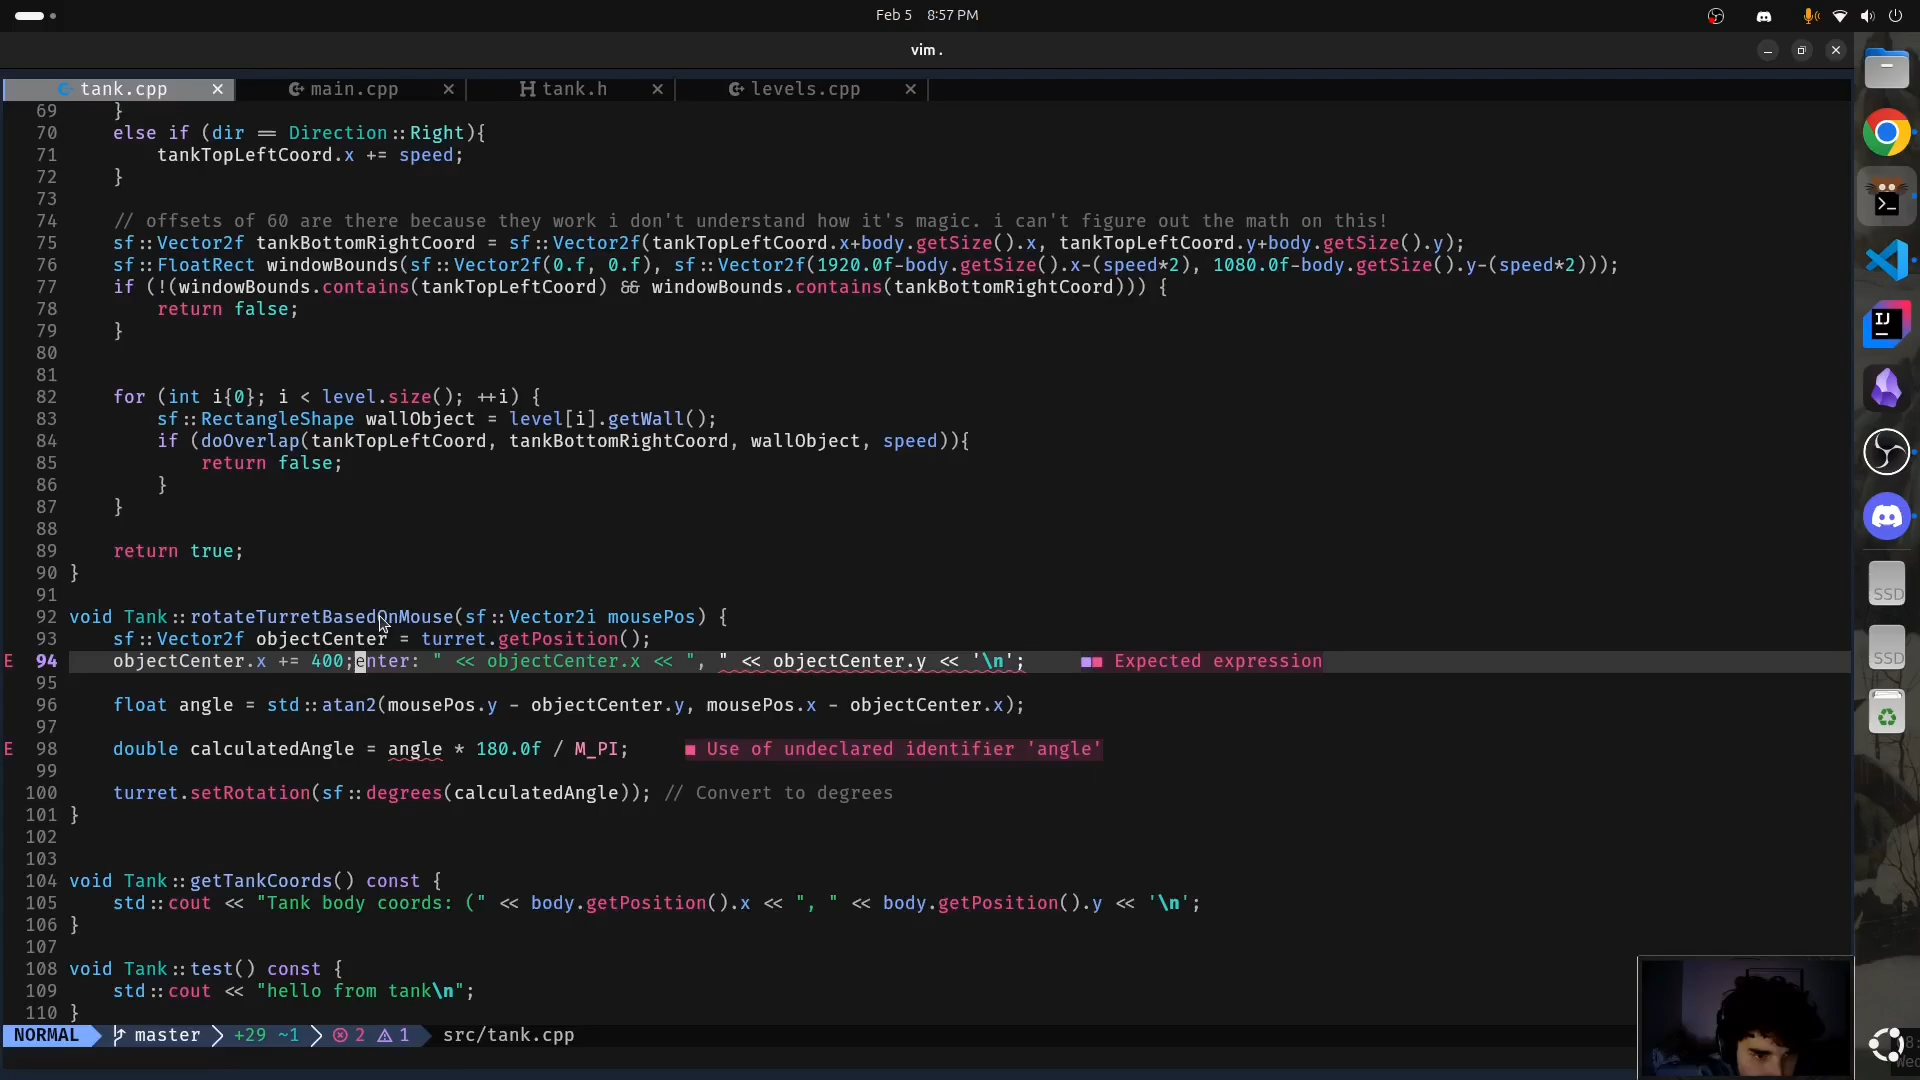 Feb 5 8:57 PM
vim .
tank.cpp main.cpp tank.h levels.cpp
69 }
70 else if (dir == Direction::Right){
71 tankTopLeftCoord.x += speed;
72 }
73
74 // offsets of 60 are there because they work i don't understand how it's magic. i can't figure out the math on this!
75 sf::Vector2f tankBottomRightCoord = sf::Vector2f(tankTopLeftCoord.x+body.getSize().x, tankTopLeftCoord.y+body.getSize().y);
76 sf::FloatRect windowBounds(sf::Vector2f(0.f, 0.f), sf::Vector2f(1920.0f-body.getSize().x-(speed*2), 1080.0f-body.getSize().y-(speed*2)));
77 if (!(windowBounds.contains(tankTopLeftCoord) && windowBounds.contains(tankBottomRightCoord))) {
78 return false;
79 }
80
81
82 for (int i{0}; i < level.size(); ++i) {
83 sf::RectangleShape wallObject = level[i].getWall();
84 if (doOverlap(tankTopLeftCoord, tankBottomRightCoord, wallObject, speed)){
85 return false;
86 }
87 }
88
89 return true;
90 }
91
92 void Tank::rotateTurretBasedOnMouse(sf::Vector2i mousePos) {
93 sf::Vector2f objectCenter = turret.getPosition();
E 94 objectCenter.x += 400;enter: " << objectCenter.x << ", " << objectCenter.y << '\n'; ■■ Expected expression
95
96 float angle = std::atan2(mousePos.y - objectCenter.y, mousePos.x - objectCenter.x);
97
E 98 double calculatedAngle = angle * 180.0f / M_PI; ■ Use of undeclared identifier 'angle'
99
100 turret.setRotation(sf::degrees(calculatedAngle)); // Convert to degrees
101 }
102
103
104 void Tank::getTankCoords() const {
105 std::cout << "Tank body coords: (" << body.getPosition().x << ", " << body.getPosition().y << '\n';
106 }
107
108 void Tank::test() const {
109 std::cout << "hello from tank\n";
110 }
NORMAL master +29 ~1 2 1 src/tank.cpp
IJ
SSD
SSD